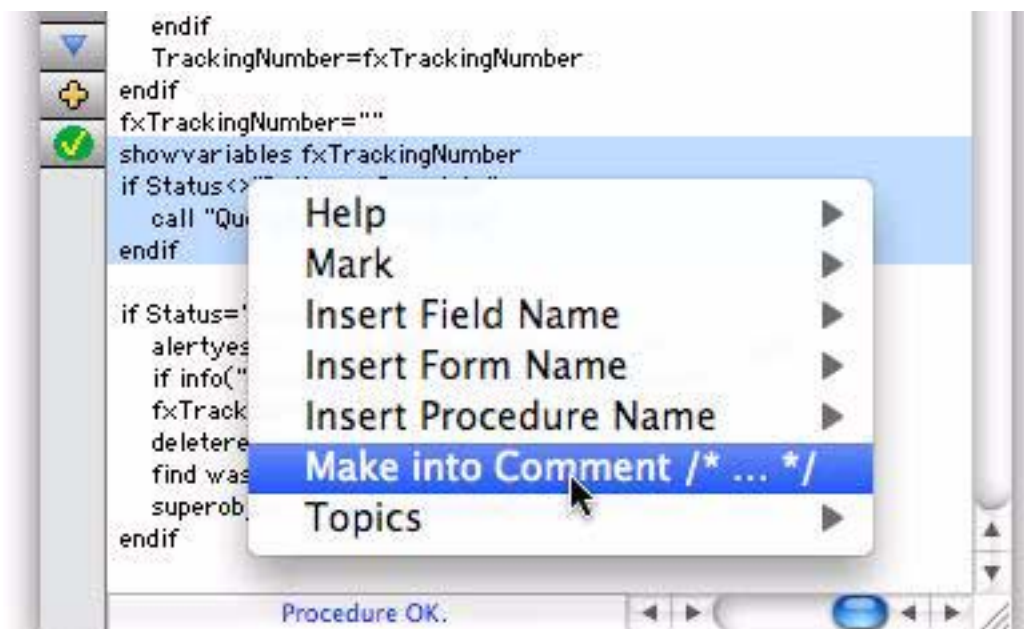 endif
TrackingNumber=fxTrackingNumber
endif
fxTrackingNumber=""
showvariables fxTrackingNumber
if Status<>
call "Qu
endif
if Status="
alertyes
if info("
fxTrack
deletere
find was
superob
endif
Help
Mark
Insert Field Name
Insert Form Name
Insert Procedure Name
Make into Comment /* ... */
Topics
Procedure OK.